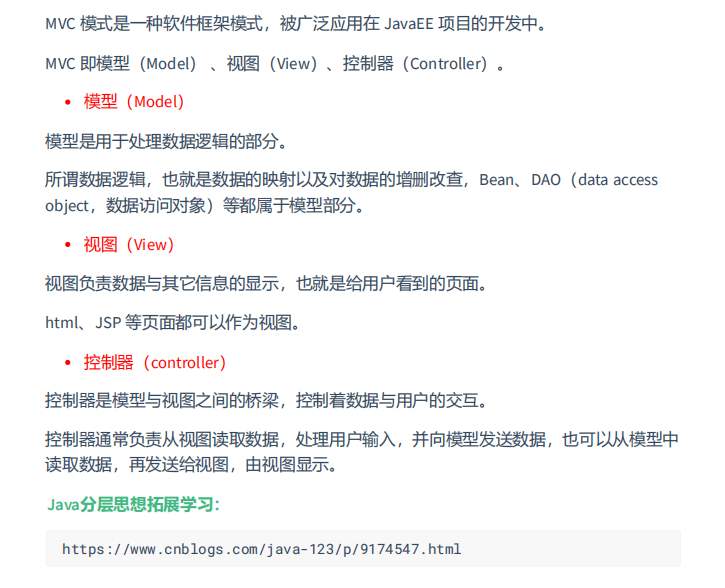 MVC 模式是一种软件框架模式，被广泛应用在 JavaEE 项目的开发中。
MVC 即模型（Model）、视图（View）、控制器（Controller）。
• 模型（Model）
模型是用于处理数据逻辑的部分。
所谓数据逻辑，也就是数据的映射以及对数据的增删改查，Bean、DAO（data access
object，数据访问对象）等都属于模型部分。
• 视图（View）
视图负责数据与其它信息的显示，也就是给用户看到的页面。
html、JSP 等页面都可以作为视图。
• 控制器（controller）
控制器是模型与视图之间的桥梁，控制着数据与用户的交互。
控制器通常负责从视图读取数据，处理用户输入，并向模型发送数据，也可以从模型中
读取数据，再发送给视图，由视图显示。
Java分层思想拓展学习：
https://www.cnblogs.com/java-123/p/9174547.html